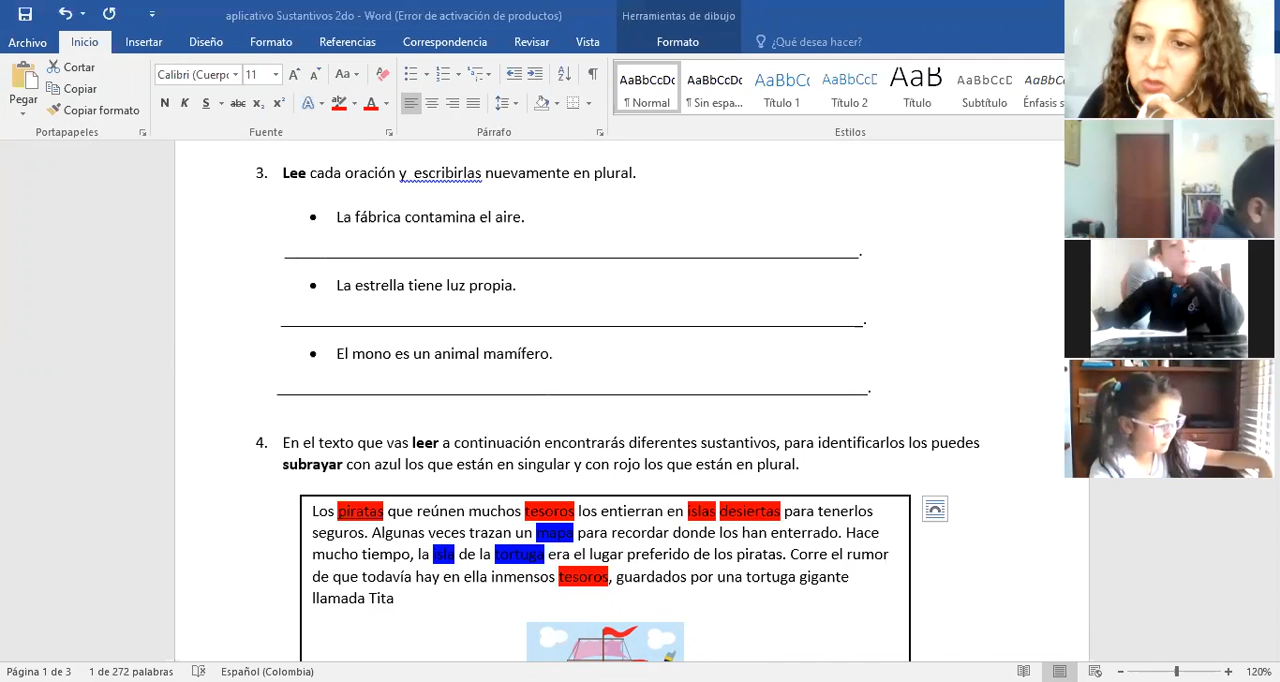 aplicativo Sustantivos 2do - Word (Error de activación de productos)
Herramientas de dibujo
Archivo Inicio Insertar Diseño Formato Referencias Correspondencia Revisar Vista Formato ¿Qué desea hacer?
Pegar
Cortar
Copiar
Copiar formato
Portapapeles
Calibri (Cuerpc 11
Aa
N K S abc x₂ x² A A
Fuente
Párrafo
AaBbCcDc AaBbCcDc AaBbC AaBbCcD AaB AaBbCcD AaBbCcD
¶ Normal ¶ Sin espa... Título 1 Título 2 Título Subtítulo Énfasis s
Estilos
3. Lee cada oración y escribirlas nuevamente en plural.
• La fábrica contamina el aire.
.
• La estrella tiene luz propia.
.
• El mono es un animal mamífero.
.
4. En el texto que vas leer a continuación encontrarás diferentes sustantivos, para identificarlos los puedes
subrayar con azul los que están en singular y con rojo los que están en plural.
Los piratas que reúnen muchos tesoros los entierran en islas desiertas para tenerlos
seguros. Algunas veces trazan un mapa para recordar donde los han enterrado. Hace
mucho tiempo, la isla de la tortuga era el lugar preferido de los piratas. Corre el rumor
de que todavía hay en ella inmensos tesoros, guardados por una tortuga gigante
llamada Tita
Página 1 de 3 1 de 272 palabras Español (Colombia) 120%